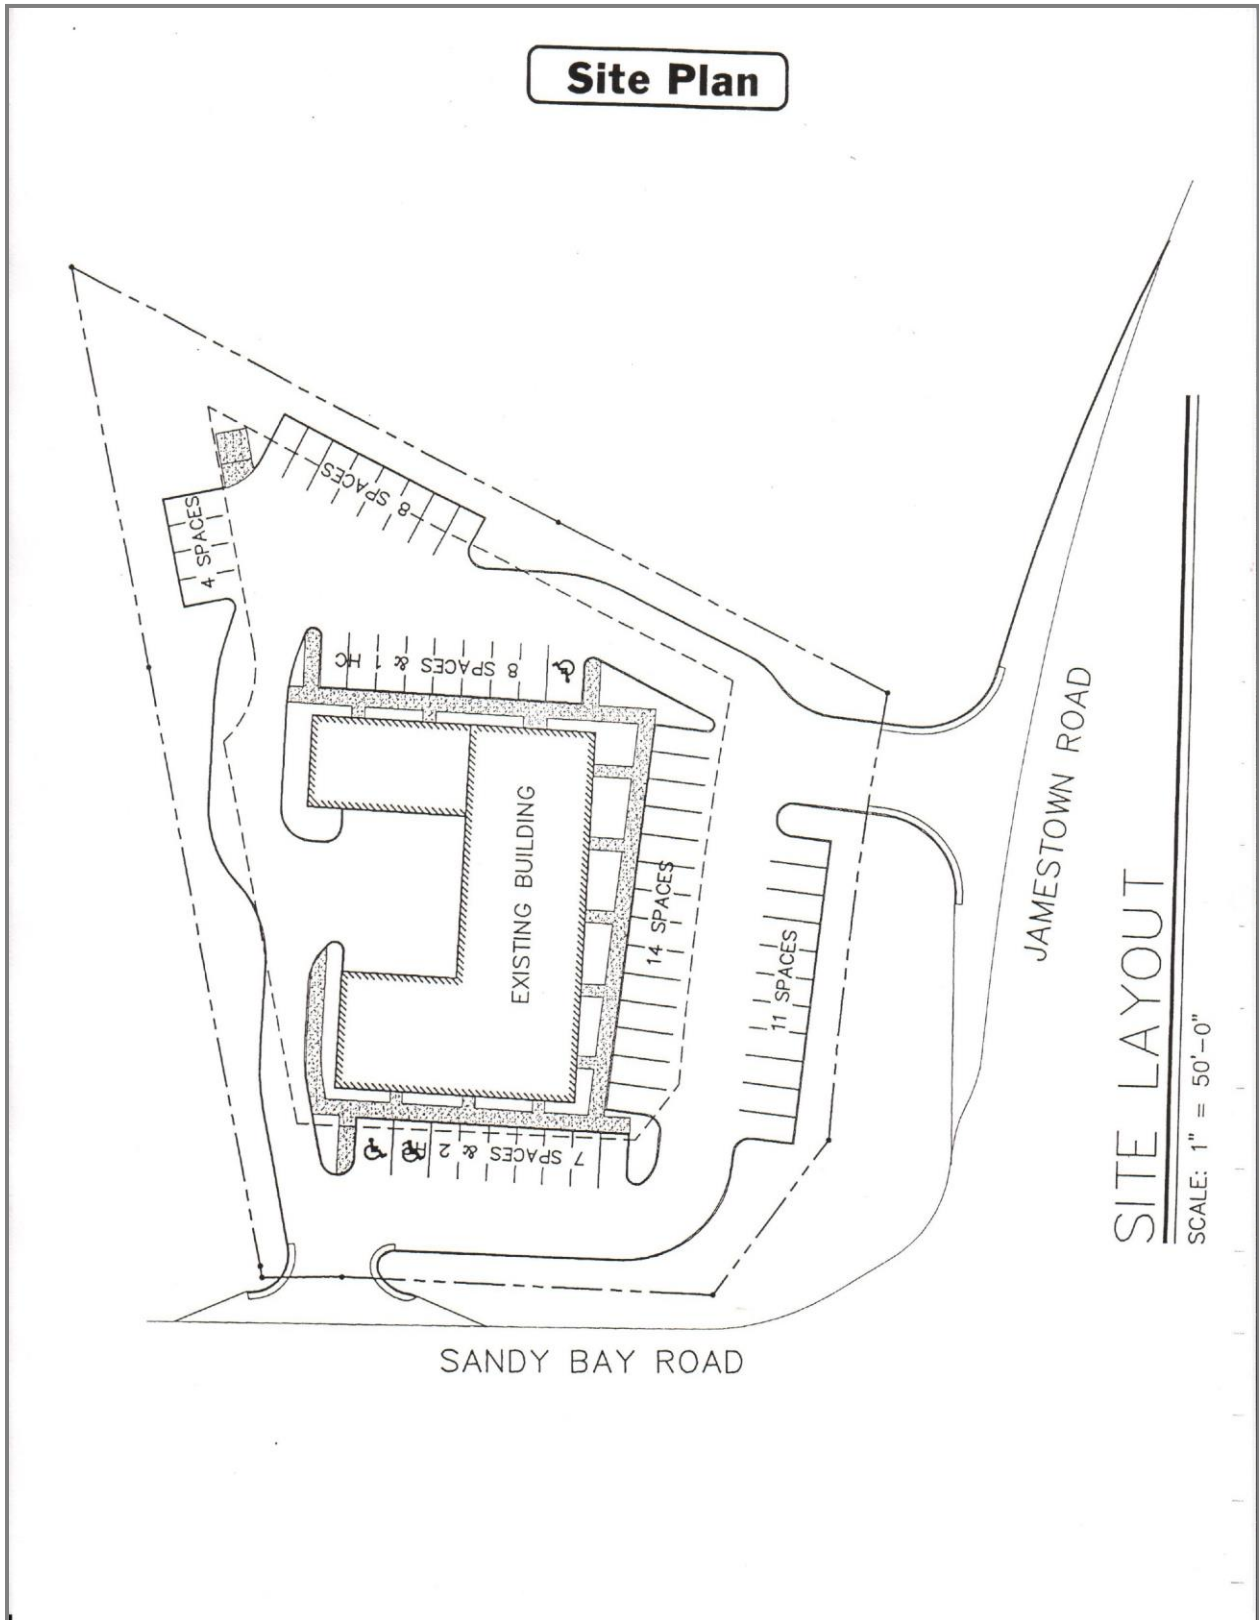 Site Plan
8 SPACES
4 SPACES
8 SPACES & 1 HC
EXISTING BUILDING
14 SPACES
11 SPACES
7 SPACES & 2
JAMESTOWN ROAD
SITE LAYOUT
SCALE: 1" = 50'-0"
SANDY BAY ROAD